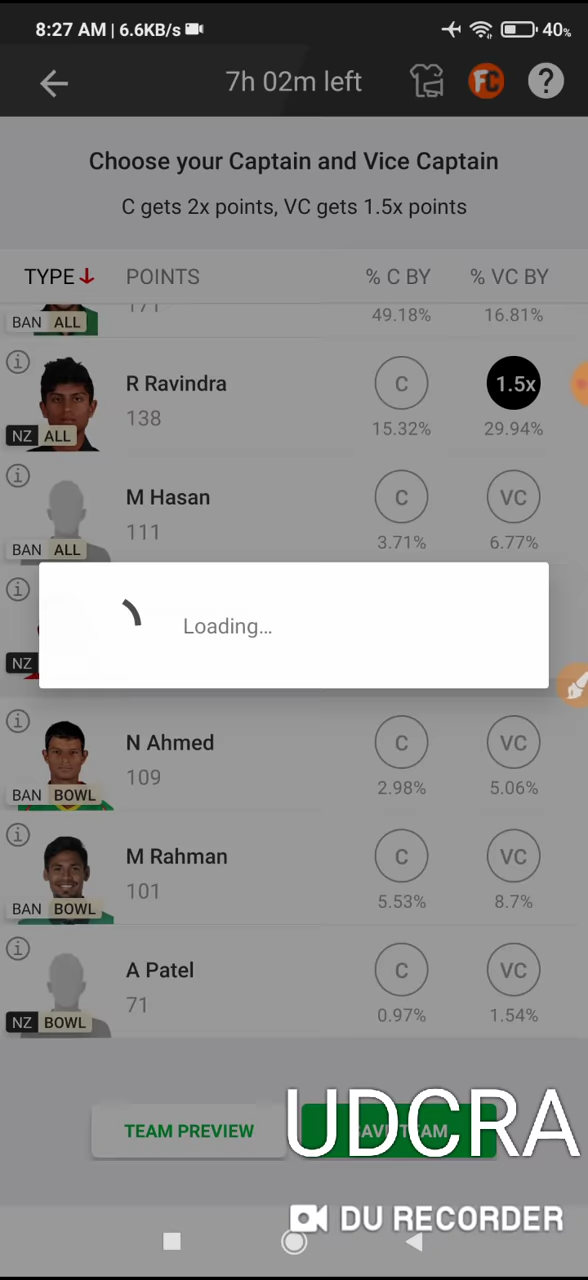 8:27 AM | 6.6KB/s 40%
7h 02m left FC ?
Choose your Captain and Vice Captain
C gets 2x points, VC gets 1.5x points
TYPE POINTS % C BY % VC BY
171
BAN ALL 49.18% 16.81%
R Ravindra C 1.5x
138
NZ ALL 15.32% 29.94%
M Hasan C VC
111
BAN ALL 3.71% 6.77%
Loading...
NZ
N Ahmed C VC
109
BAN BOWL 2.98% 5.06%
M Rahman C VC
101
BAN BOWL 5.53% 8.7%
A Patel C VC
71
NZ BOWL 0.97% 1.54%
TEAM PREVIEW SAVE TEAM
UDCRA
DU RECORDER